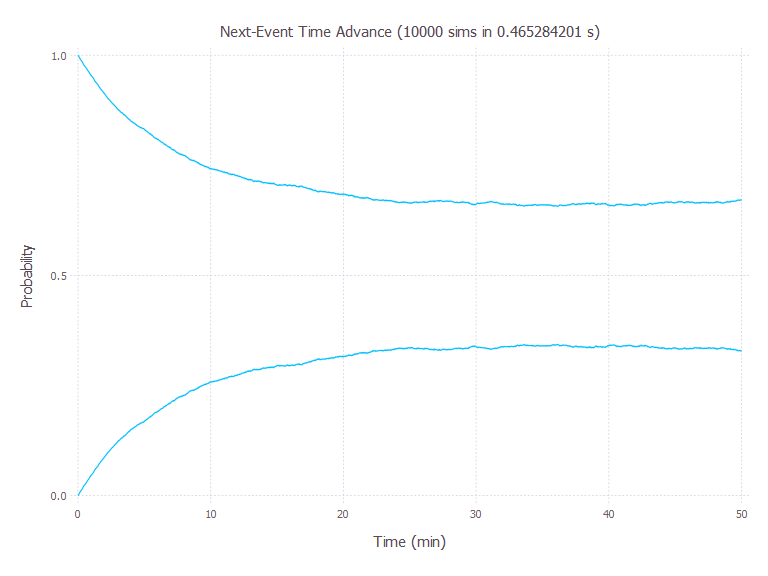 Next-Event Time Advance (10000 sims in 0.465284201 s)
1.0
0.5
0.0
Probability
0 10 20 30 40 50
Time (min)